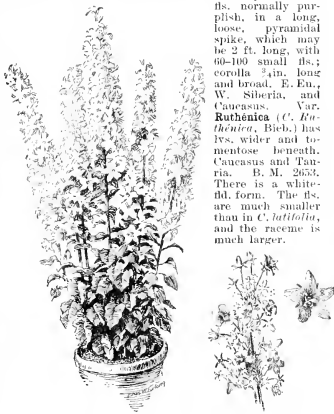 fls. normally pur-
plish, in a long,
loose, pyramidal
spike, which may
be 2 ft. long, with
60-100 small fls.;
corolla ¾in. long
and broad. E. Eu.,
W. Siberia, and
Caucasus. Var.
Ruthénica (C. Ru-
thénica, Bieb.) has
lvs. wider and to-
mentose beneath.
Caucasus and Tau-
ria. B.M. 2653.
There is a white-
fld. form. The fls.
are much smaller
than in C. latifolia,
and the raceme is
much larger.